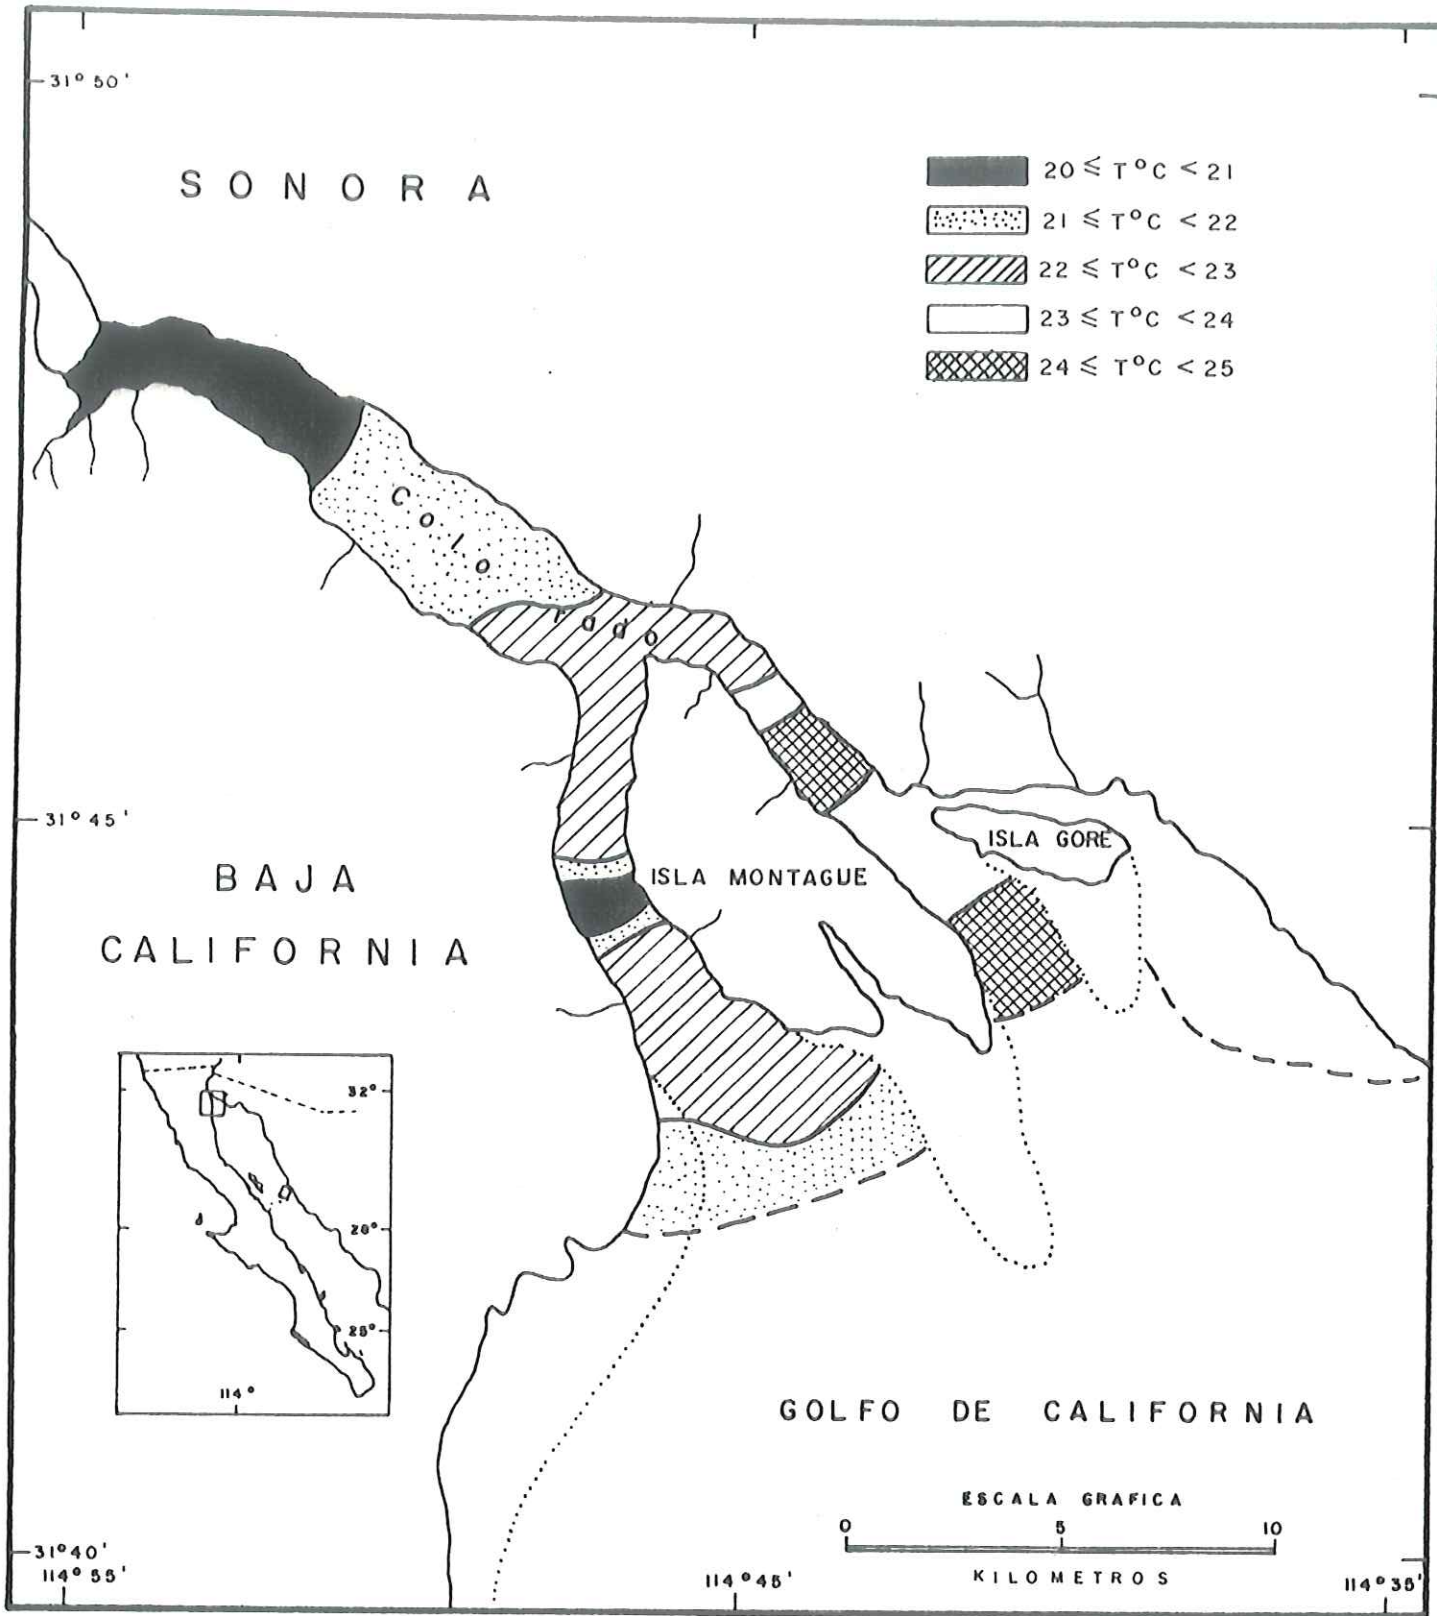 31° 50'
SONORA
20 ≤ T°C < 21
21 ≤ T°C < 22
22 ≤ T°C < 23
23 ≤ T°C < 24
24 ≤ T°C < 25
Colorado
31° 45'
ISLA GORE
ISLA MONTAGUE
BAJA
CALIFORNIA
32°
28°
25°
114°
GOLFO DE CALIFORNIA
ESCALA GRAFICA
0 5 10
KILOMETROS
31° 40'
114° 55'
114° 45'
114° 35'